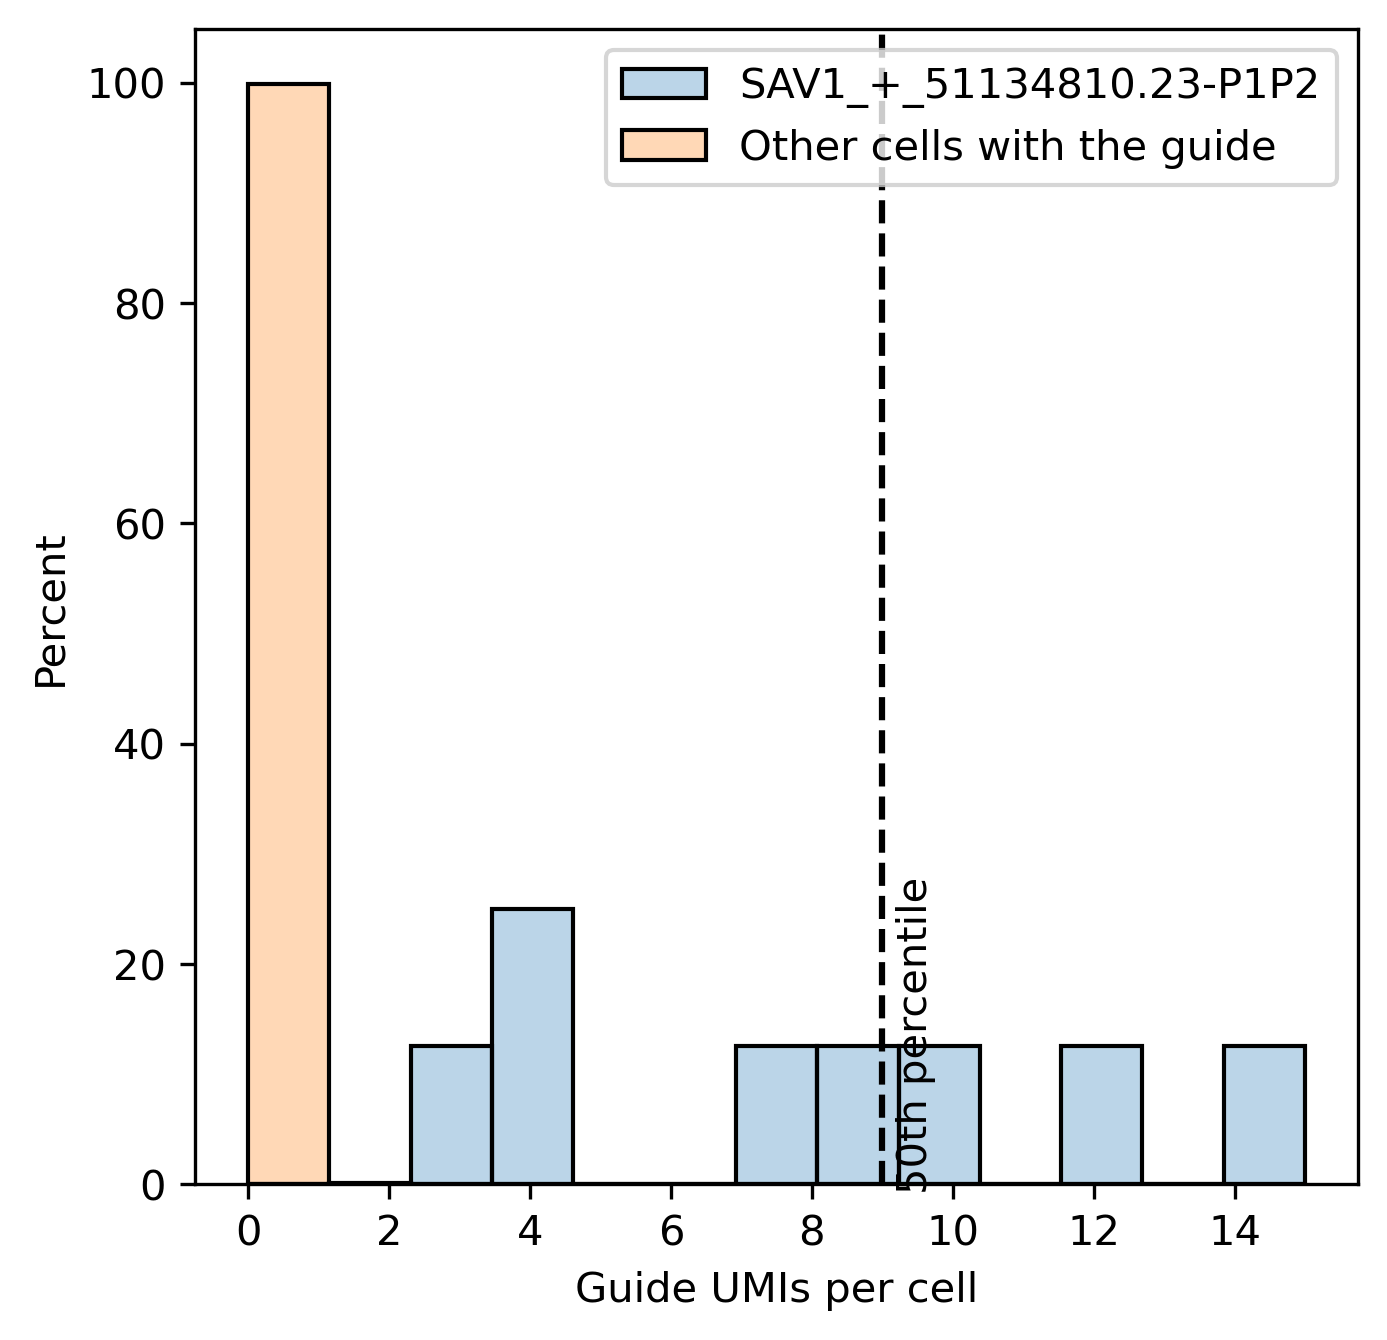 SAV1_+_51134810.23-P1P2
Other cells with the guide
100
80
60
40
20
0
Percent
50th percentile
0 2 4 6 8 10 12 14
Guide UMIs per cell